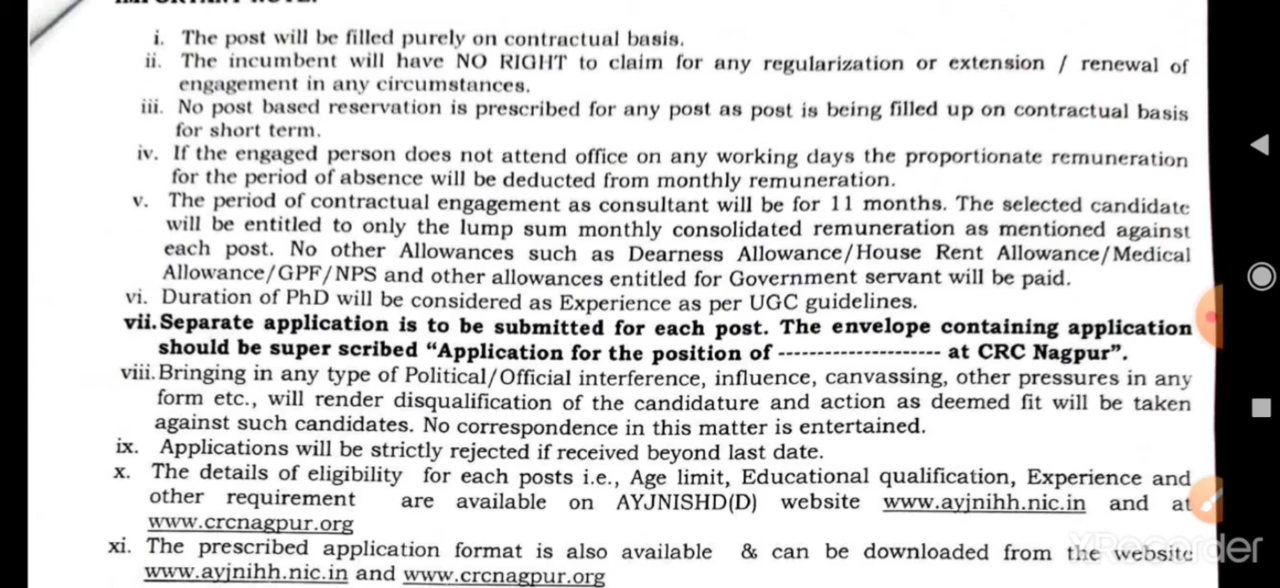 i. The post will be filled purely on contractual basis.
ii. The incumbent will have NO RIGHT to claim for any regularization or extension / renewal of
engagement in any circumstances.
iii. No post based reservation is prescribed for any post as post is being filled up on contractual basis
for short term.
iv. If the engaged person does not attend office on any working days the proportionate remuneration
for the period of absence will be deducted from monthly remuneration.
v. The period of contractual engagement as consultant will be for 11 months. The selected candidate
will be entitled to only the lump sum monthly consolidated remuneration as mentioned against
each post. No other Allowances such as Dearness Allowance/House Rent Allowance/Medical
Allowance/GPF/NPS and other allowances entitled for Government servant will be paid.
vi. Duration of PhD will be considered as Experience as per UGC guidelines.
vii. Separate application is to be submitted for each post. The envelope containing application
should be super scribed “Application for the position of --------------------- at CRC Nagpur”.
viii. Bringing in any type of Political/Official interference, influence, canvassing, other pressures in any
form etc., will render disqualification of the candidature and action as deemed fit will be taken
against such candidates. No correspondence in this matter is entertained.
ix. Applications will be strictly rejected if received beyond last date.
x. The details of eligibility for each posts i.e., Age limit, Educational qualification, Experience and
other requirement are available on AYJNISHD(D) website www.ayjnihh.nic.in and at
www.crcnagpur.org
xi. The prescribed application format is also available & can be downloaded from the website
www.ayjnihh.nic.in and www.crcnagpur.org
XRecorder